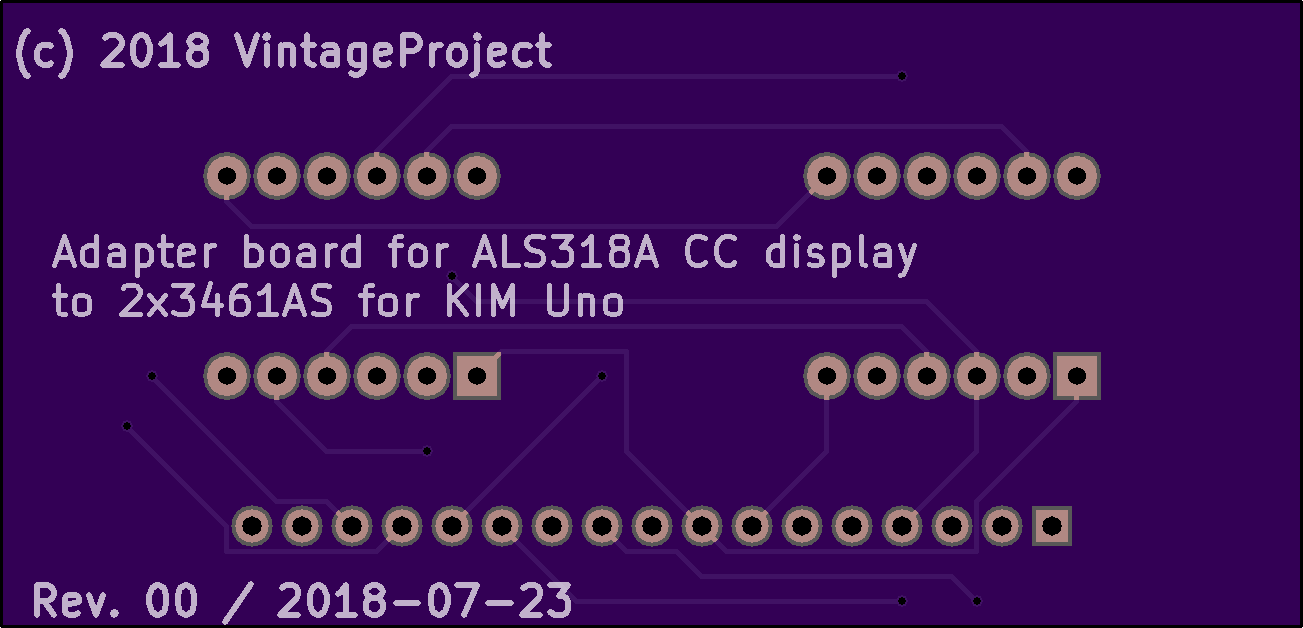 (c) 2018 VintageProject
Adapter board for ALS318A CC display
to 2x3461AS for KIM Uno
Rev. 00 / 2018-07-23